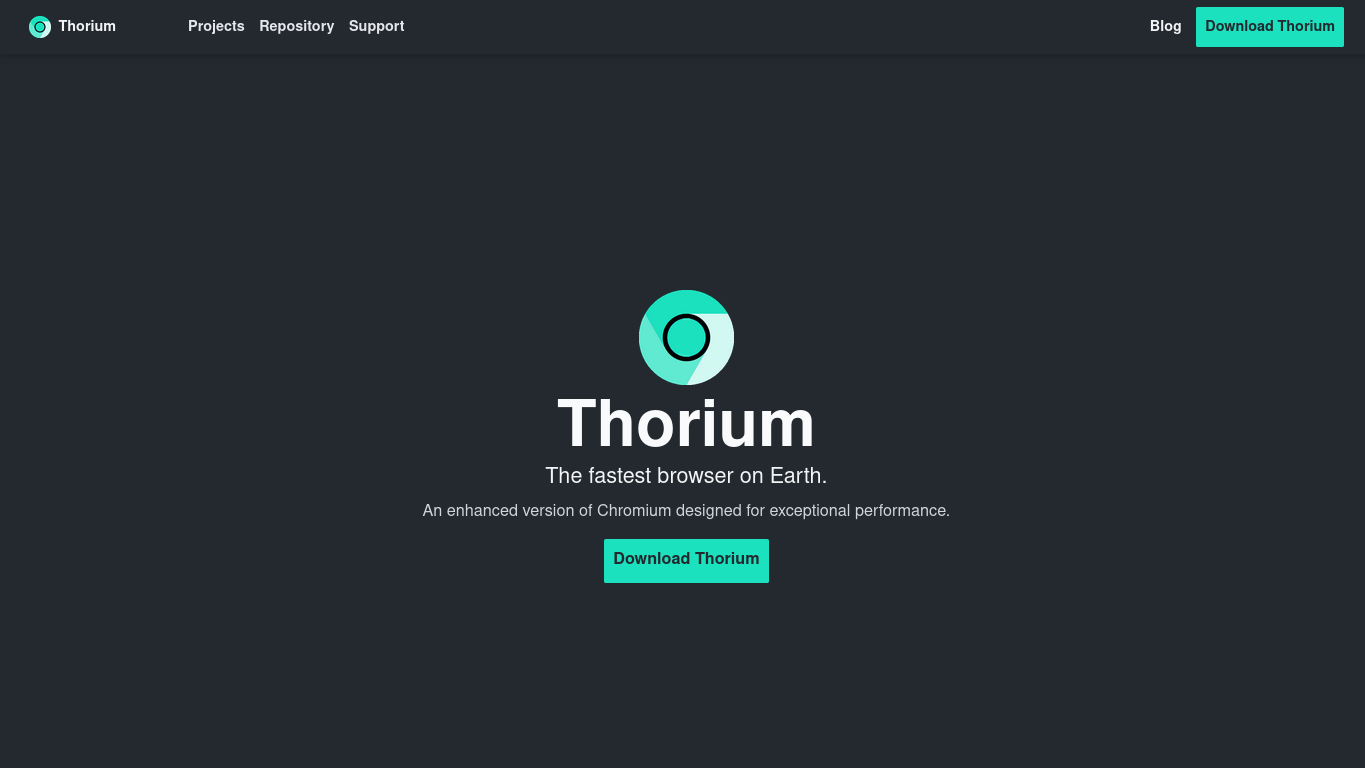 Thorium Projects Repository Support Blog Download Thorium
Thorium
The fastest browser on Earth.
An enhanced version of Chromium designed for exceptional performance.
Download Thorium